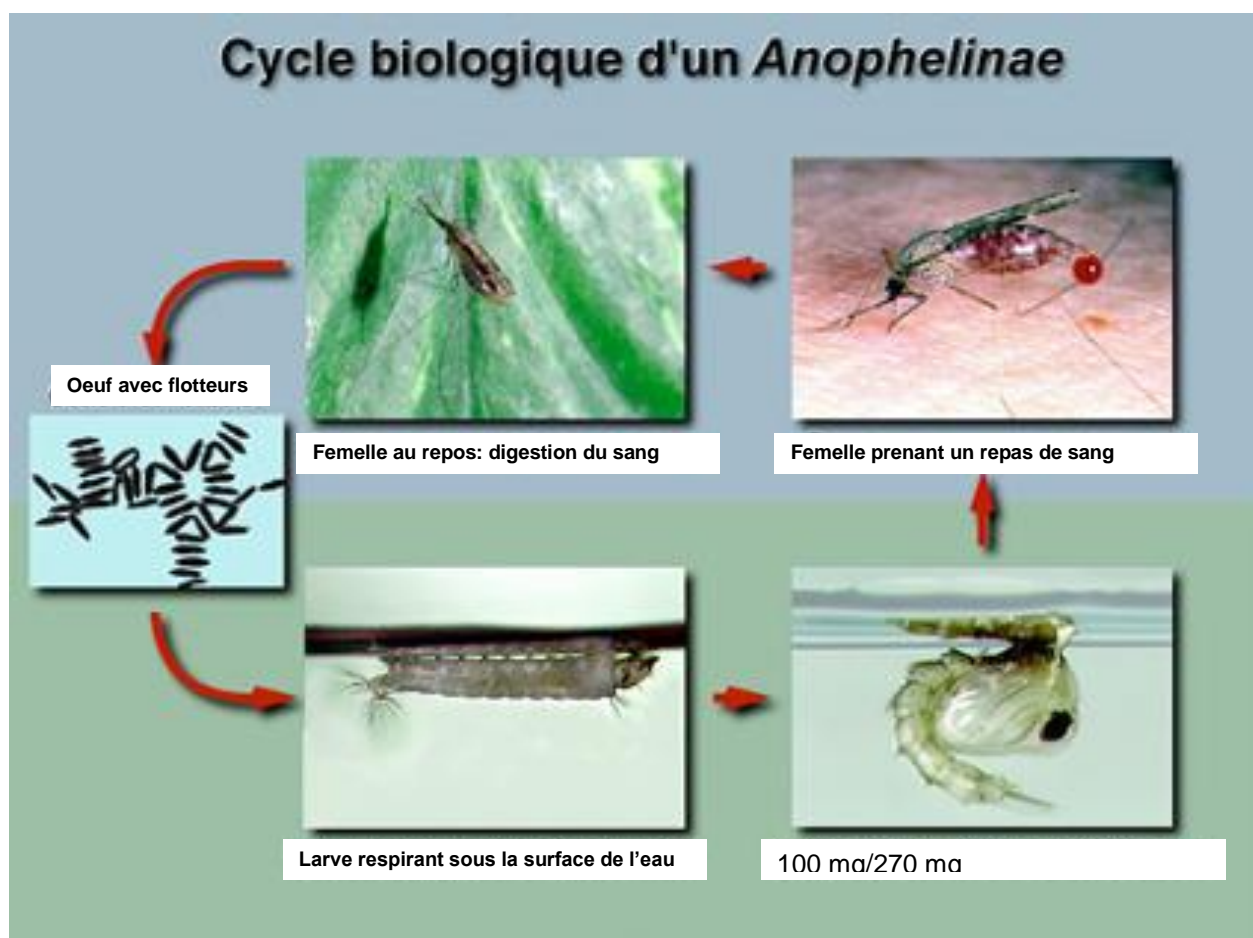 Cycle biologique d'un Anophelinae
Oeuf avec flotteurs
Femelle au repos: digestion du sang
Femelle prenant un repas de sang
Larve respirant sous la surface de l’eau
100 mg/270 mg